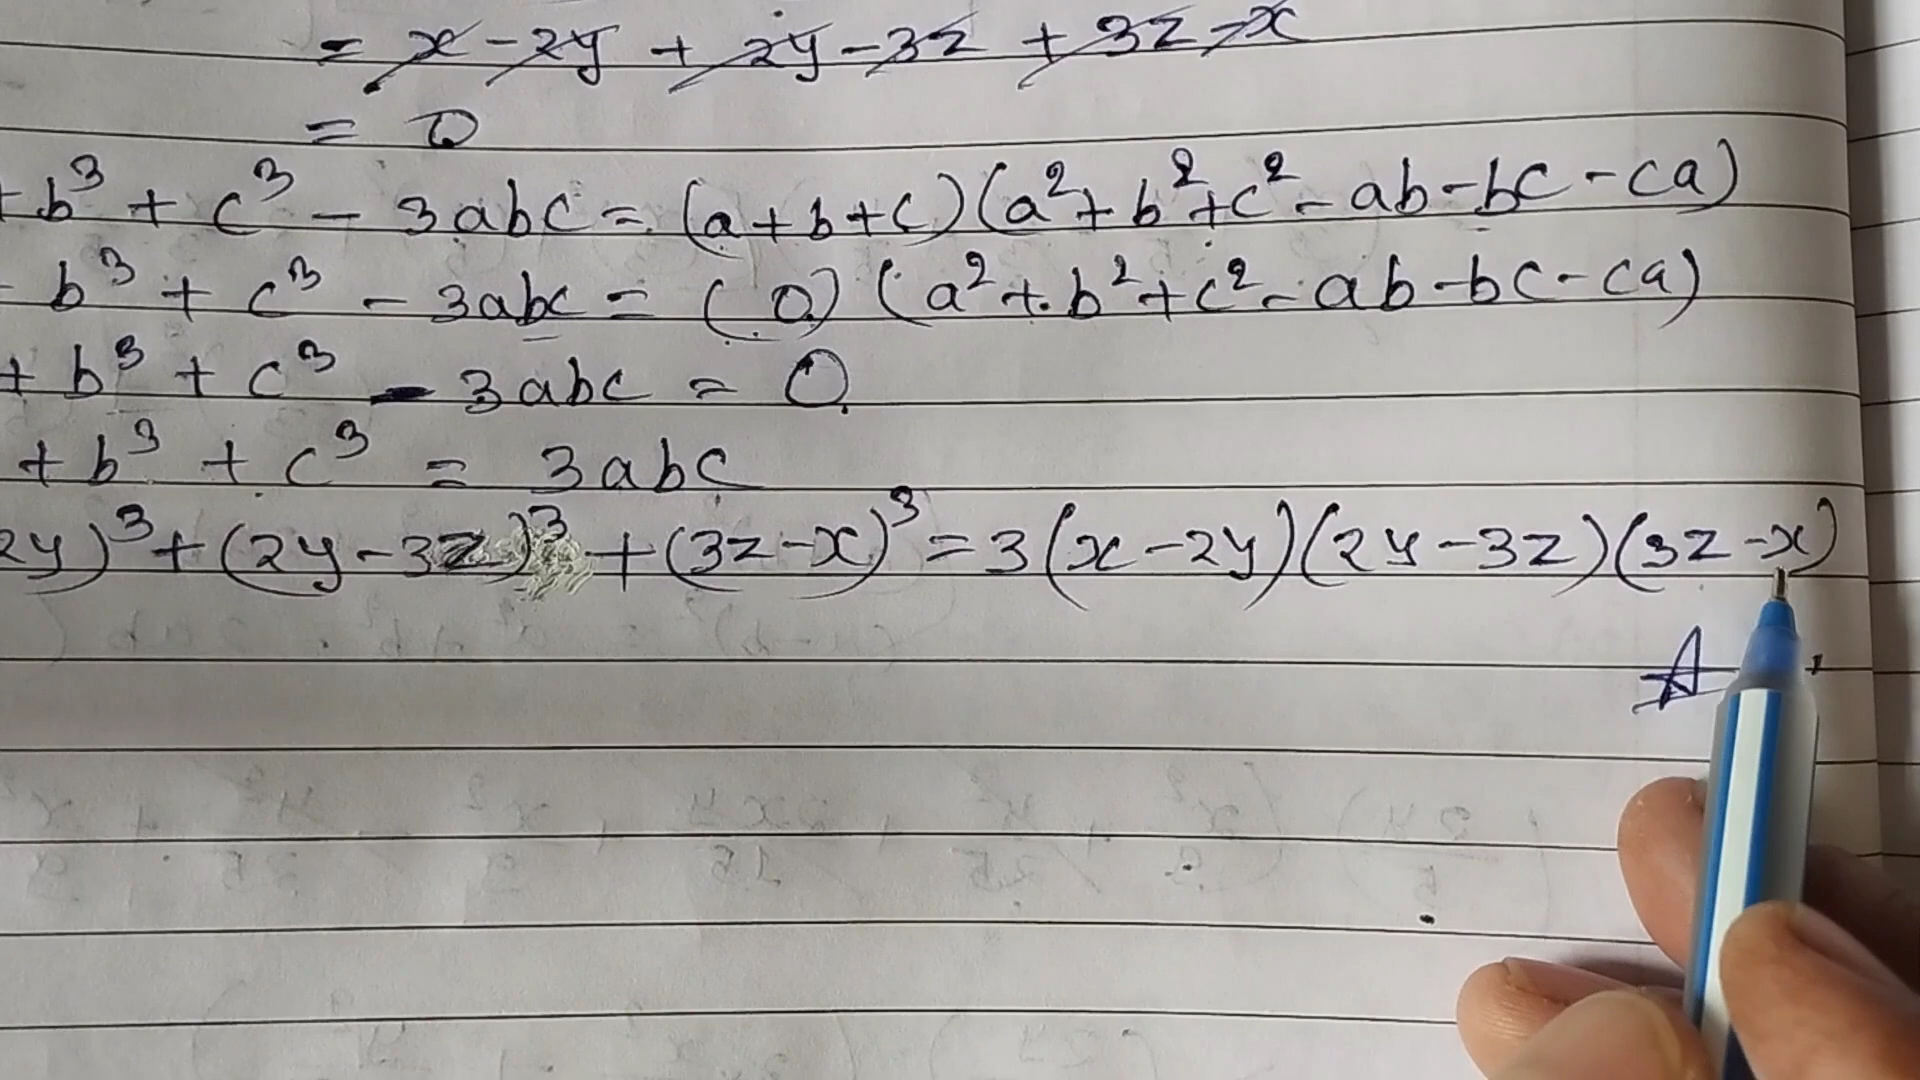 = x - 2y + 2y - 3z + 3z - x
= 0
+ b³ + c³ - 3abc = (a + b + c)(a² + b² + c² - ab - bc - ca)
- b³ + c³ - 3abc = (0)(a² + b² + c² - ab - bc - ca)
+ b³ + c³ - 3abc = 0
+ b³ + c³ = 3abc
2y)³ + (2y - 3z)³ + (3z - x)³ = 3(x - 2y)(2y - 3z)(3z - x)
A